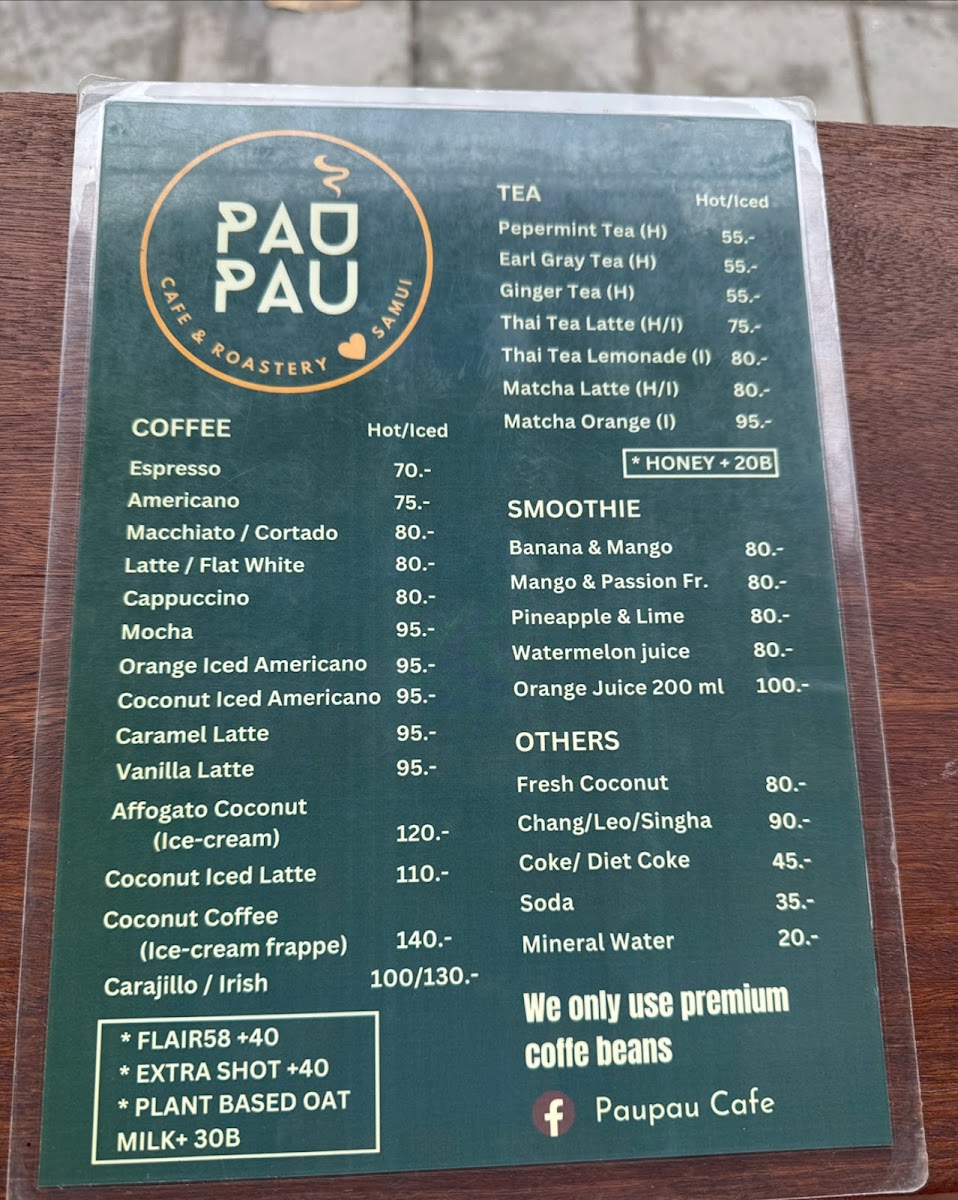 PAU
PAU
CAFE & ROASTERY SAMUI
COFFEE Hot/Iced
Espresso 70.-
Americano 75.-
Macchiato / Cortado 80.-
Latte / Flat White 80.-
Cappuccino 80.-
Mocha 95.-
Orange Iced Americano 95.-
Coconut Iced Americano 95.-
Caramel Latte 95.-
Vanilla Latte 95.-
Affogato Coconut
(Ice-cream) 120.-
Coconut Iced Latte 110.-
Coconut Coffee
(Ice-cream frappe) 140.-
Carajillo / Irish 100/130.-
* FLAIR58 +40
* EXTRA SHOT +40
* PLANT BASED OAT
MILK+ 30B
TEA Hot/Iced
Pepermint Tea (H) 55.-
Earl Gray Tea (H) 55.-
Ginger Tea (H) 55.-
Thai Tea Latte (H/I) 75.-
Thai Tea Lemonade (I) 80.-
Matcha Latte (H/I) 80.-
Matcha Orange (I) 95.-
* HONEY + 20B
SMOOTHIE
Banana & Mango 80.-
Mango & Passion Fr. 80.-
Pineapple & Lime 80.-
Watermelon juice 80.-
Orange Juice 200 ml 100.-
OTHERS
Fresh Coconut 80.-
Chang/Leo/Singha 90.-
Coke/ Diet Coke 45.-
Soda 35.-
Mineral Water 20.-
We only use premium
coffe beans
f Paupau Cafe